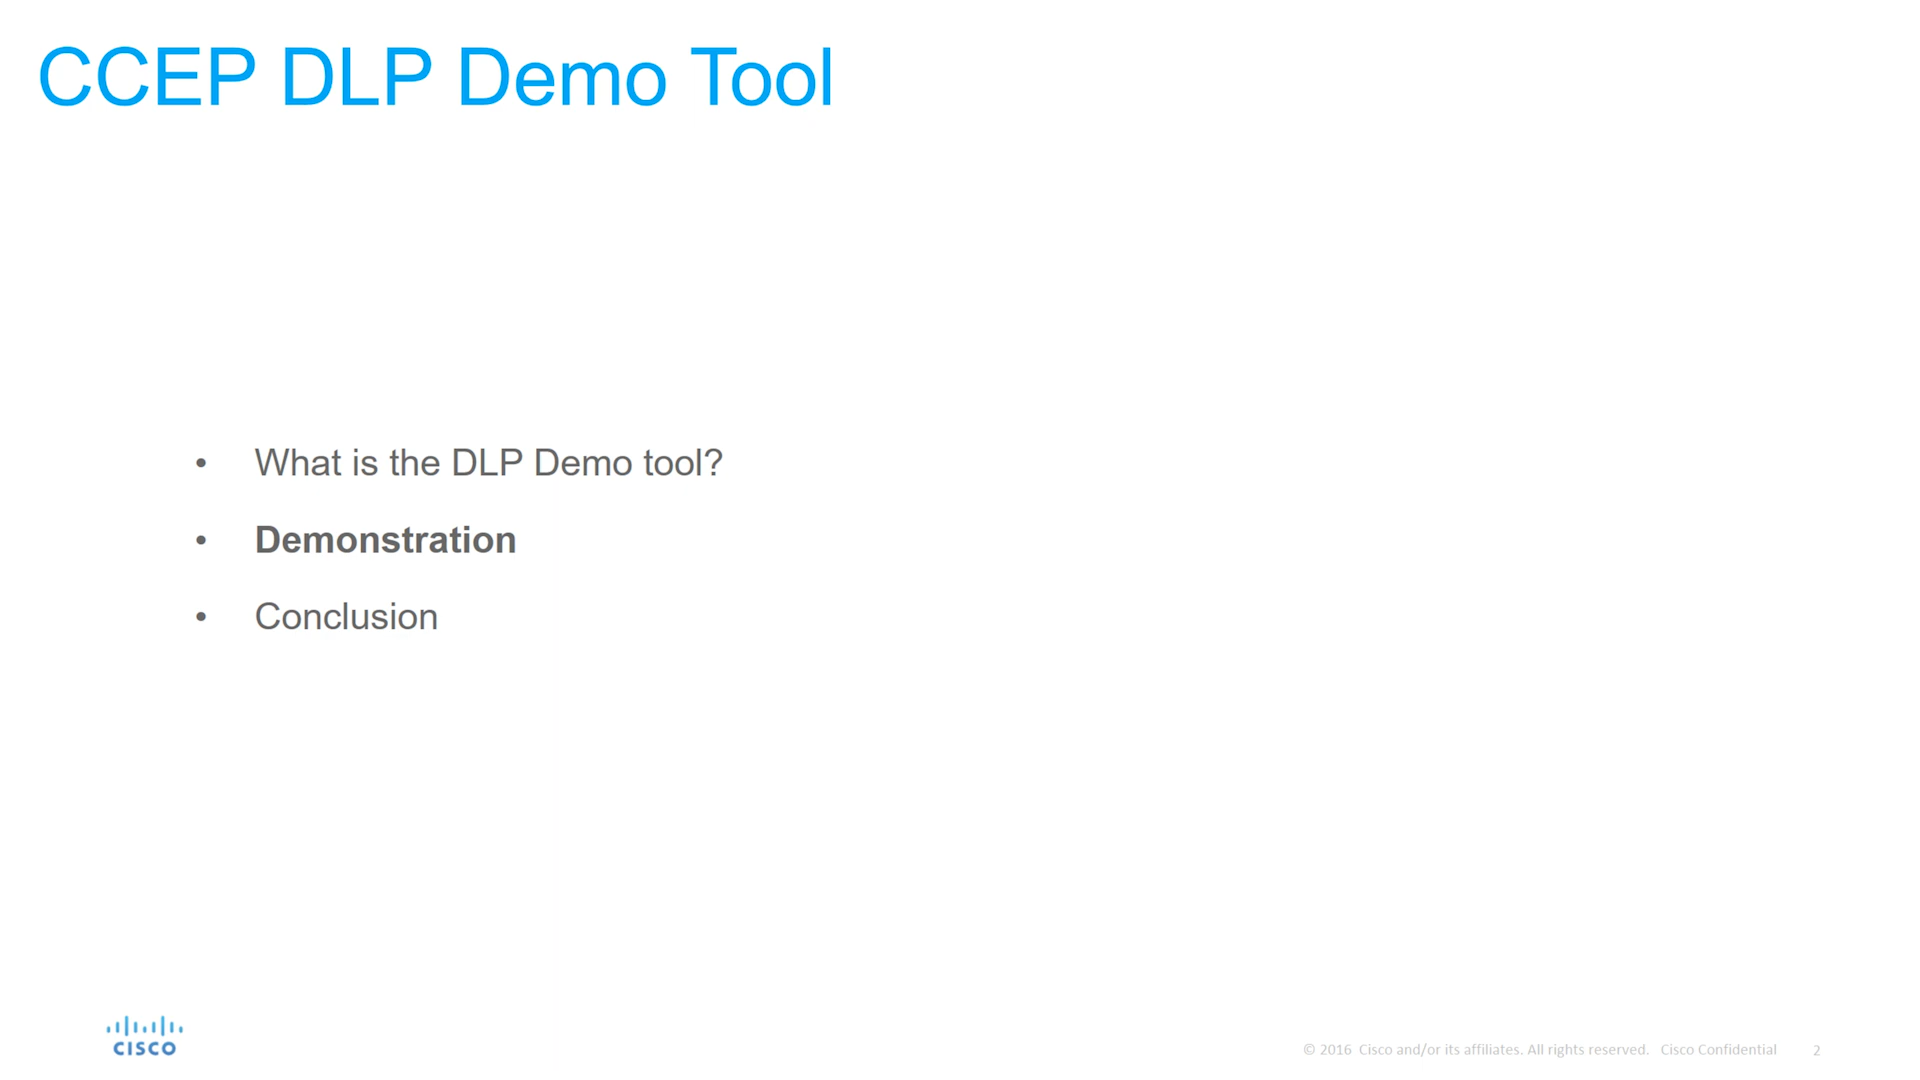 CCEP DLP Demo Tool
• What is the DLP Demo tool?
• Demonstration
• Conclusion
CISCO
© 2016 Cisco and/or its affiliates. All rights reserved. Cisco Confidential 2